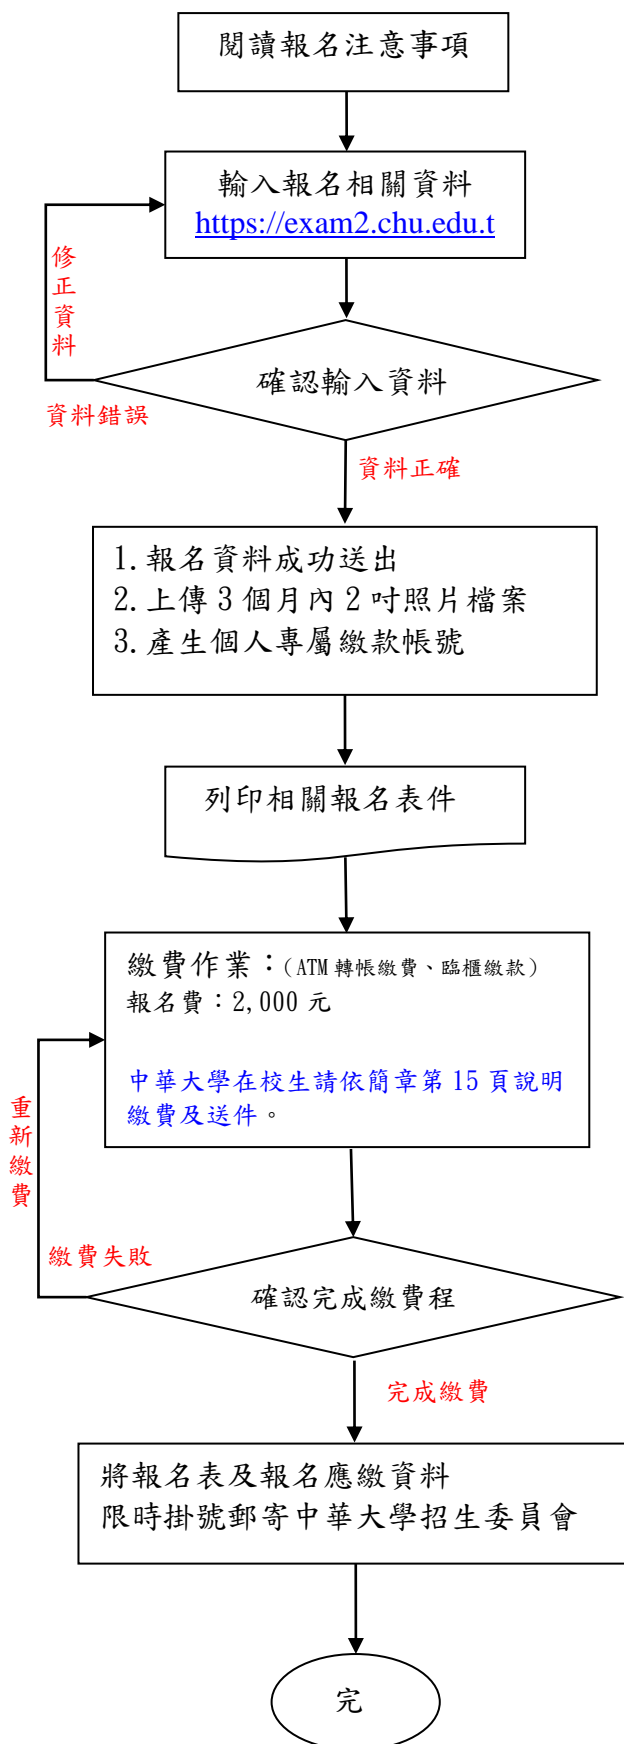 閱讀報名注意事項
輸入報名相關資料
https://exam2.chu.edu.t
修正資料
確認輸入資料
資料錯誤
資料正確
1.報名資料成功送出
2.上傳3個月內2吋照片檔案
3.產生個人專屬繳款帳號
列印相關報名表件
繳費作業：(ATM轉帳繳費、臨櫃繳款)
報名費：2,000元
中華大學在校生請依簡章第15頁說明
繳費及送件。
重新繳費
繳費失敗
確認完成繳費程
完成繳費
將報名表及報名應繳資料
限時掛號郵寄中華大學招生委員會
完